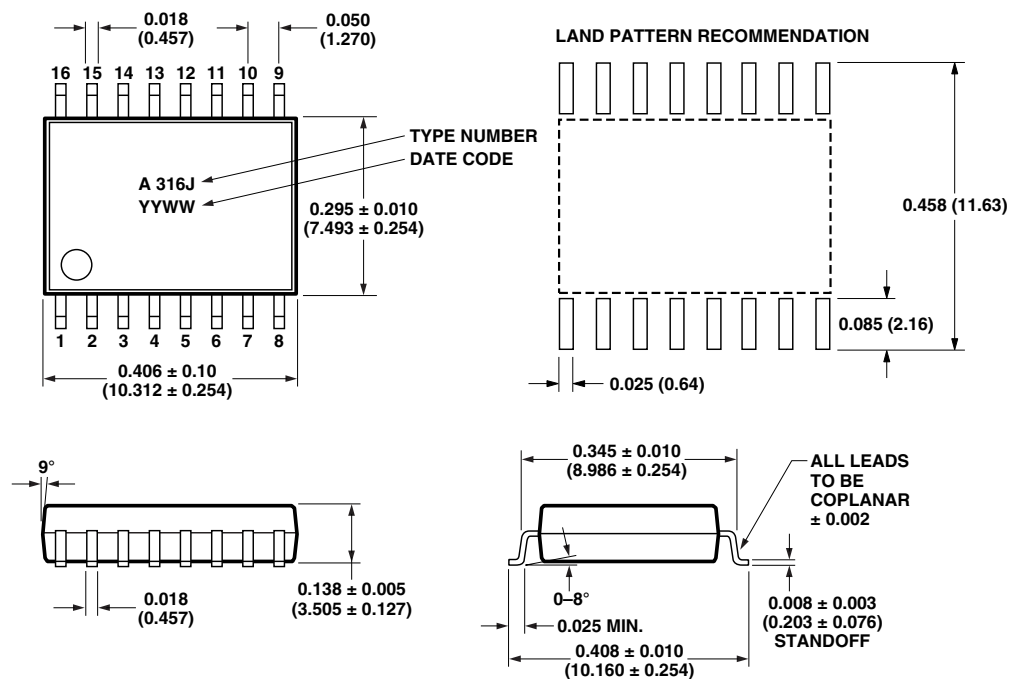 0.018
(0.457)
0.050
(1.270)
16 15 14 13 12 11 10 9
TYPE NUMBER
DATE CODE
A 316J
YYWW
0.295 ± 0.010
(7.493 ± 0.254)
1 2 3 4 5 6 7 8
0.406 ± 0.10
(10.312 ± 0.254)
LAND PATTERN RECOMMENDATION
0.458 (11.63)
0.085 (2.16)
0.025 (0.64)
9°
0.018
(0.457)
0.138 ± 0.005
(3.505 ± 0.127)
0.345 ± 0.010
(8.986 ± 0.254)
ALL LEADS
TO BE
COPLANAR
± 0.002
0–8°
0.025 MIN.
0.408 ± 0.010
(10.160 ± 0.254)
0.008 ± 0.003
(0.203 ± 0.076)
STANDOFF